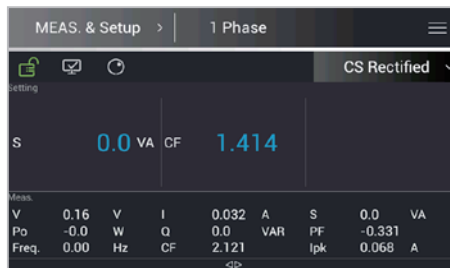 MEAS. & Setup > 1 Phase
CS Rectified
Setting
S 0.0 VA CF 1.414
Meas.
V 0.16 V I 0.032 A S 0.0 VA
Po -0.0 W Q 0.0 VAR PF -0.331
Freq. 0.00 Hz CF 2.121 Ipk 0.068 A